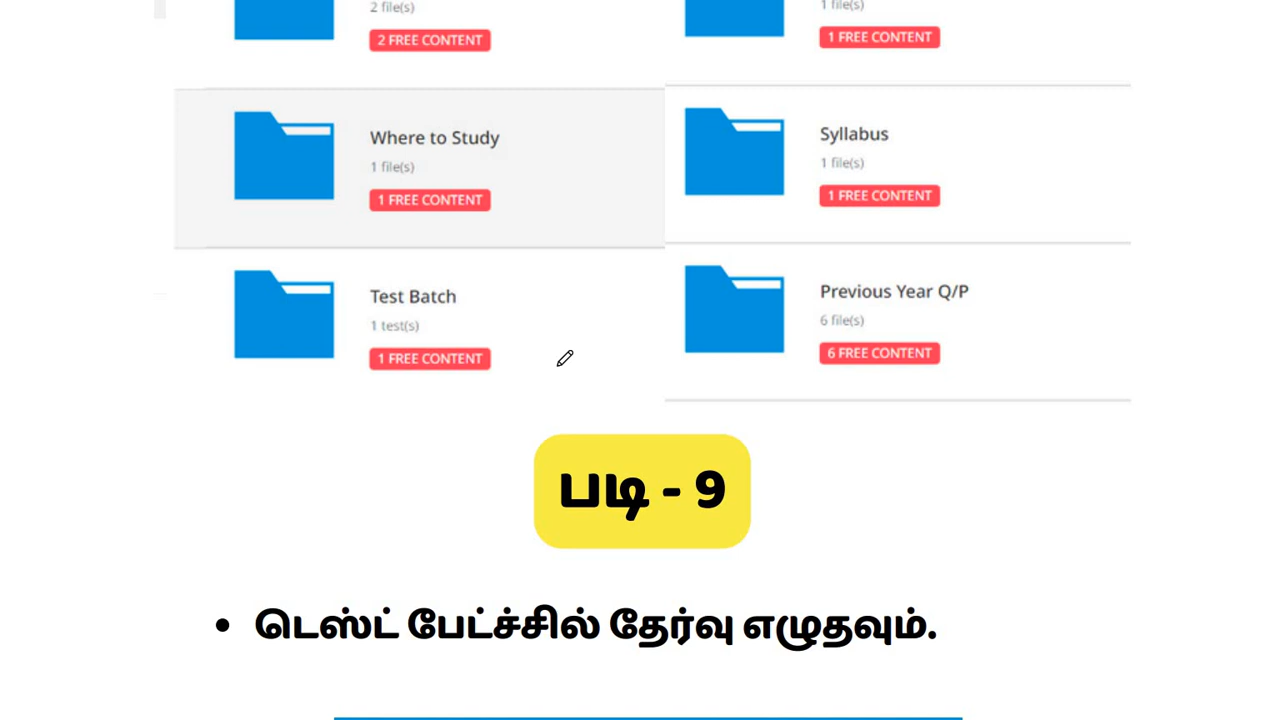 2 file(s)
2 FREE CONTENT
1 file(s)
1 FREE CONTENT
Where to Study
1 file(s)
1 FREE CONTENT
Syllabus
1 file(s)
1 FREE CONTENT
Test Batch
1 test(s)
1 FREE CONTENT
Previous Year Q/P
6 file(s)
6 FREE CONTENT
படி - 9
• டெஸ்ட் பேட்ச்சில் தேர்வு எழுதவும்.